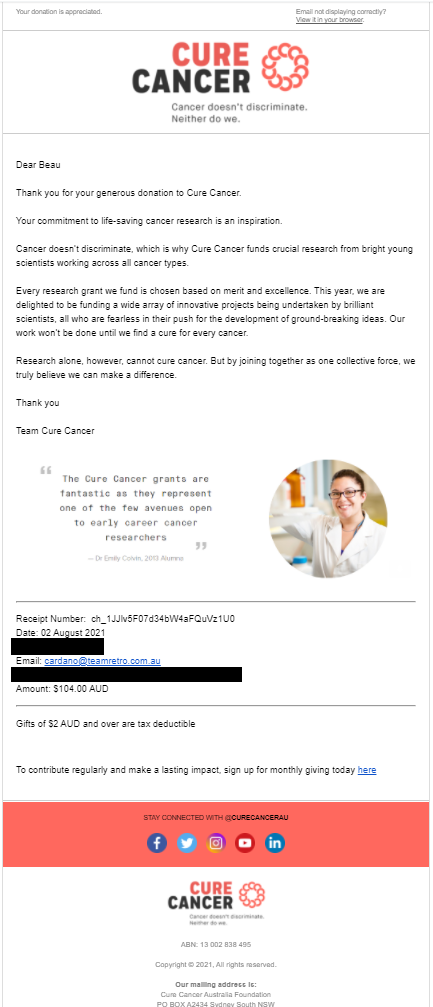 Your donation is appreciated.
Email not displaying correctly?
View it in your browser.
CURE
CANCER
Cancer doesn't discriminate.
Neither do we.
Dear Beau
Thank you for your generous donation to Cure Cancer.
Your commitment to life-saving cancer research is an inspiration.
Cancer doesn't discriminate, which is why Cure Cancer funds crucial research from bright young
scientists working across all cancer types.
Every research grant we fund is chosen based on merit and excellence. This year, we are
delighted to be funding a wide array of innovative projects being undertaken by brilliant
scientists, all who are fearless in their push for the development of ground-breaking ideas. Our
work won't be done until we find a cure for every cancer.
Research alone, however, cannot cure cancer. But by joining together as one collective force, we
truly believe we can make a difference.
Thank you
Team Cure Cancer
“ The Cure Cancer grants are
fantastic as they represent
one of the few avenues open
to early career cancer
researchers ”
— Dr Emily Colvin, 2013 Alumna
Receipt Number: ch_1JJlv5F07d34bW4aFQuVz1U0
Date: 02 August 2021
Email: cardano@teamretro.com.au
Amount: $104.00 AUD
Gifts of $2 AUD and over are tax deductible
To contribute regularly and make a lasting impact, sign up for monthly giving today here
STAY CONNECTED WITH @CURECANCERAU
CURE
CANCER
Cancer doesn't discriminate.
Neither do we.
ABN: 13 002 838 495
Copyright © 2021, All rights reserved.
Our mailing address is:
Cure Cancer Australia Foundation
PO BOX A2434 Sydney South NSW